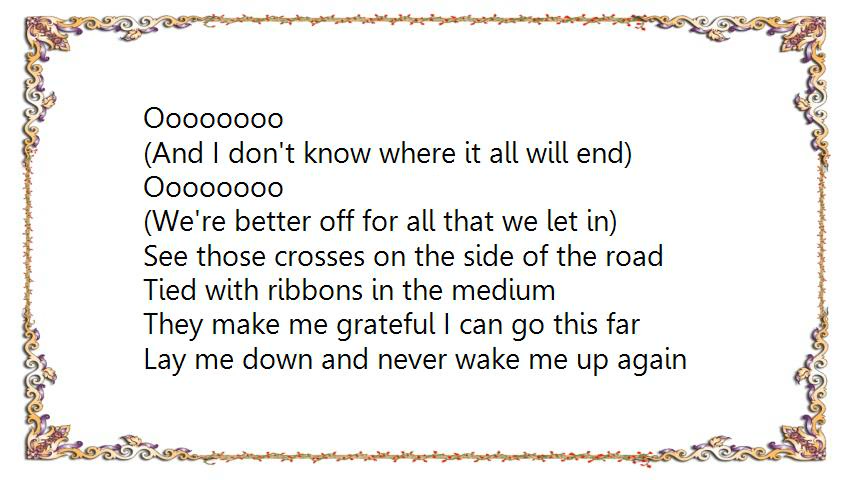 Oooooooo
(And I don't know where it all will end)
Oooooooo
(We're better off for all that we let in)
See those crosses on the side of the road
Tied with ribbons in the medium
They make me grateful I can go this far
Lay me down and never wake me up again